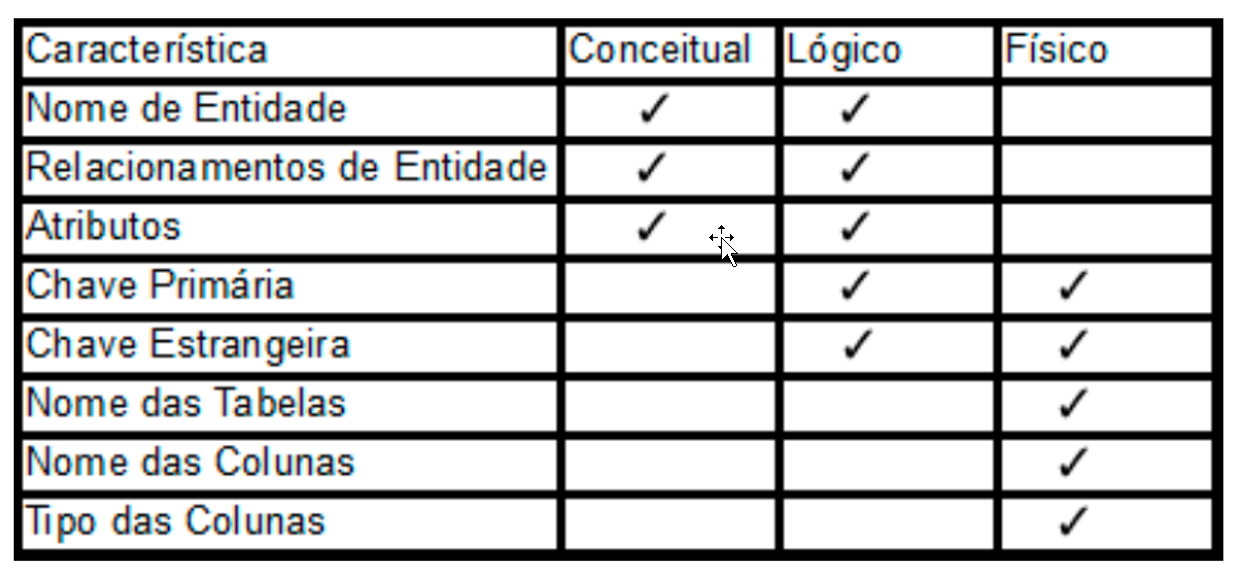 Característica Conceitual Lógico Físico
Nome de Entidade ✓ ✓
Relacionamentos de Entidade ✓ ✓
Atributos ✓ ✓
Chave Primária ✓ ✓
Chave Estrangeira ✓ ✓
Nome das Tabelas ✓
Nome das Colunas ✓
Tipo das Colunas ✓